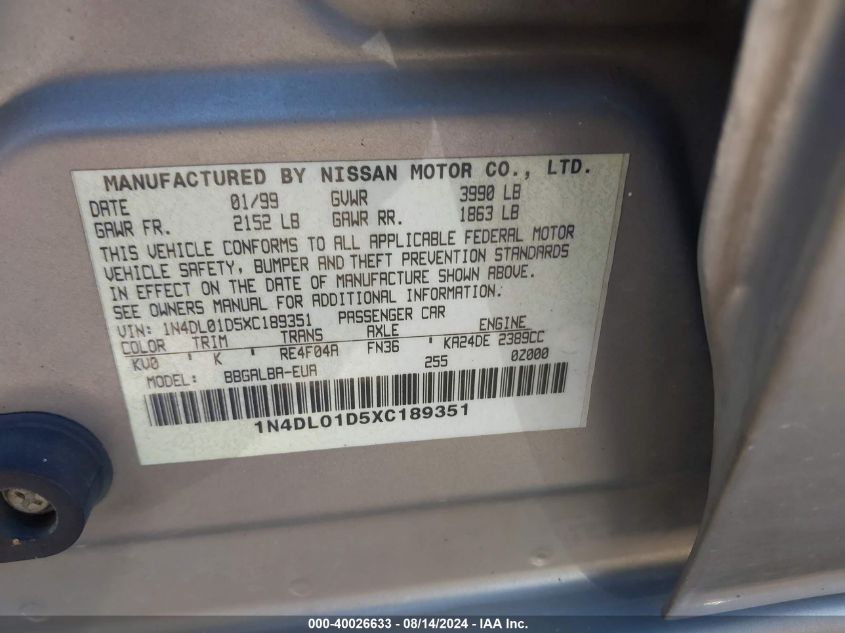 MANUFACTURED BY NISSAN MOTOR CO., LTD.
DATE 01/99 GVWR 3990 LB
GAWR FR. 2152 LB GAWR RR. 1863 LB
THIS VEHICLE CONFORMS TO ALL APPLICABLE FEDERAL MOTOR
VEHICLE SAFETY, BUMPER AND THEFT PREVENTION STANDARDS
IN EFFECT ON THE DATE OF MANUFACTURE SHOWN ABOVE.
SEE OWNERS MANUAL FOR ADDITIONAL INFORMATION.
VIN: 1N4DL01D5XC189351 PASSENGER CAR
COLOR TRIM TRANS AXLE ENGINE
KV0 K RE4F04A FN36 KA24DE 2389CC
MODEL: BBGALBA-EUA 255 0Z000
1N4DL01D5XC189351
000-40026633 - 08/14/2024 - IAA Inc.